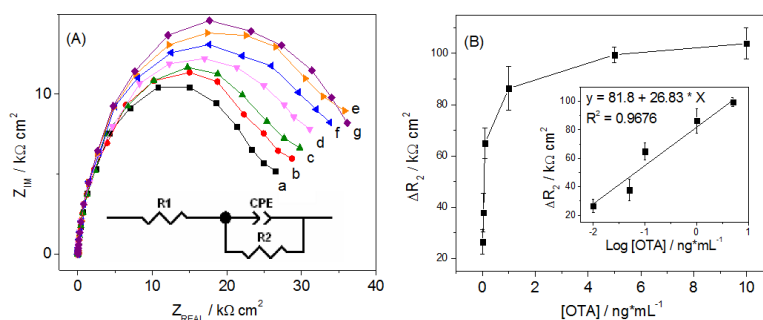 (A)
Z_IM / kΩ cm²
10
0
0 10 20 30 40
Z_REAL / kΩ cm²
e
f
g
d
c
b
a
R1
CPE
R2
(B)
ΔR₂ / kΩ cm²
100
80
60
40
20
0 2 4 6 8 10
[OTA] / ng*mL⁻¹
y = 81.8 + 26.83 * X
R² = 0.9676
ΔR₂ / kΩ cm²
100
80
60
40
20
-2 -1 0 1
Log [OTA] / ng*mL⁻¹